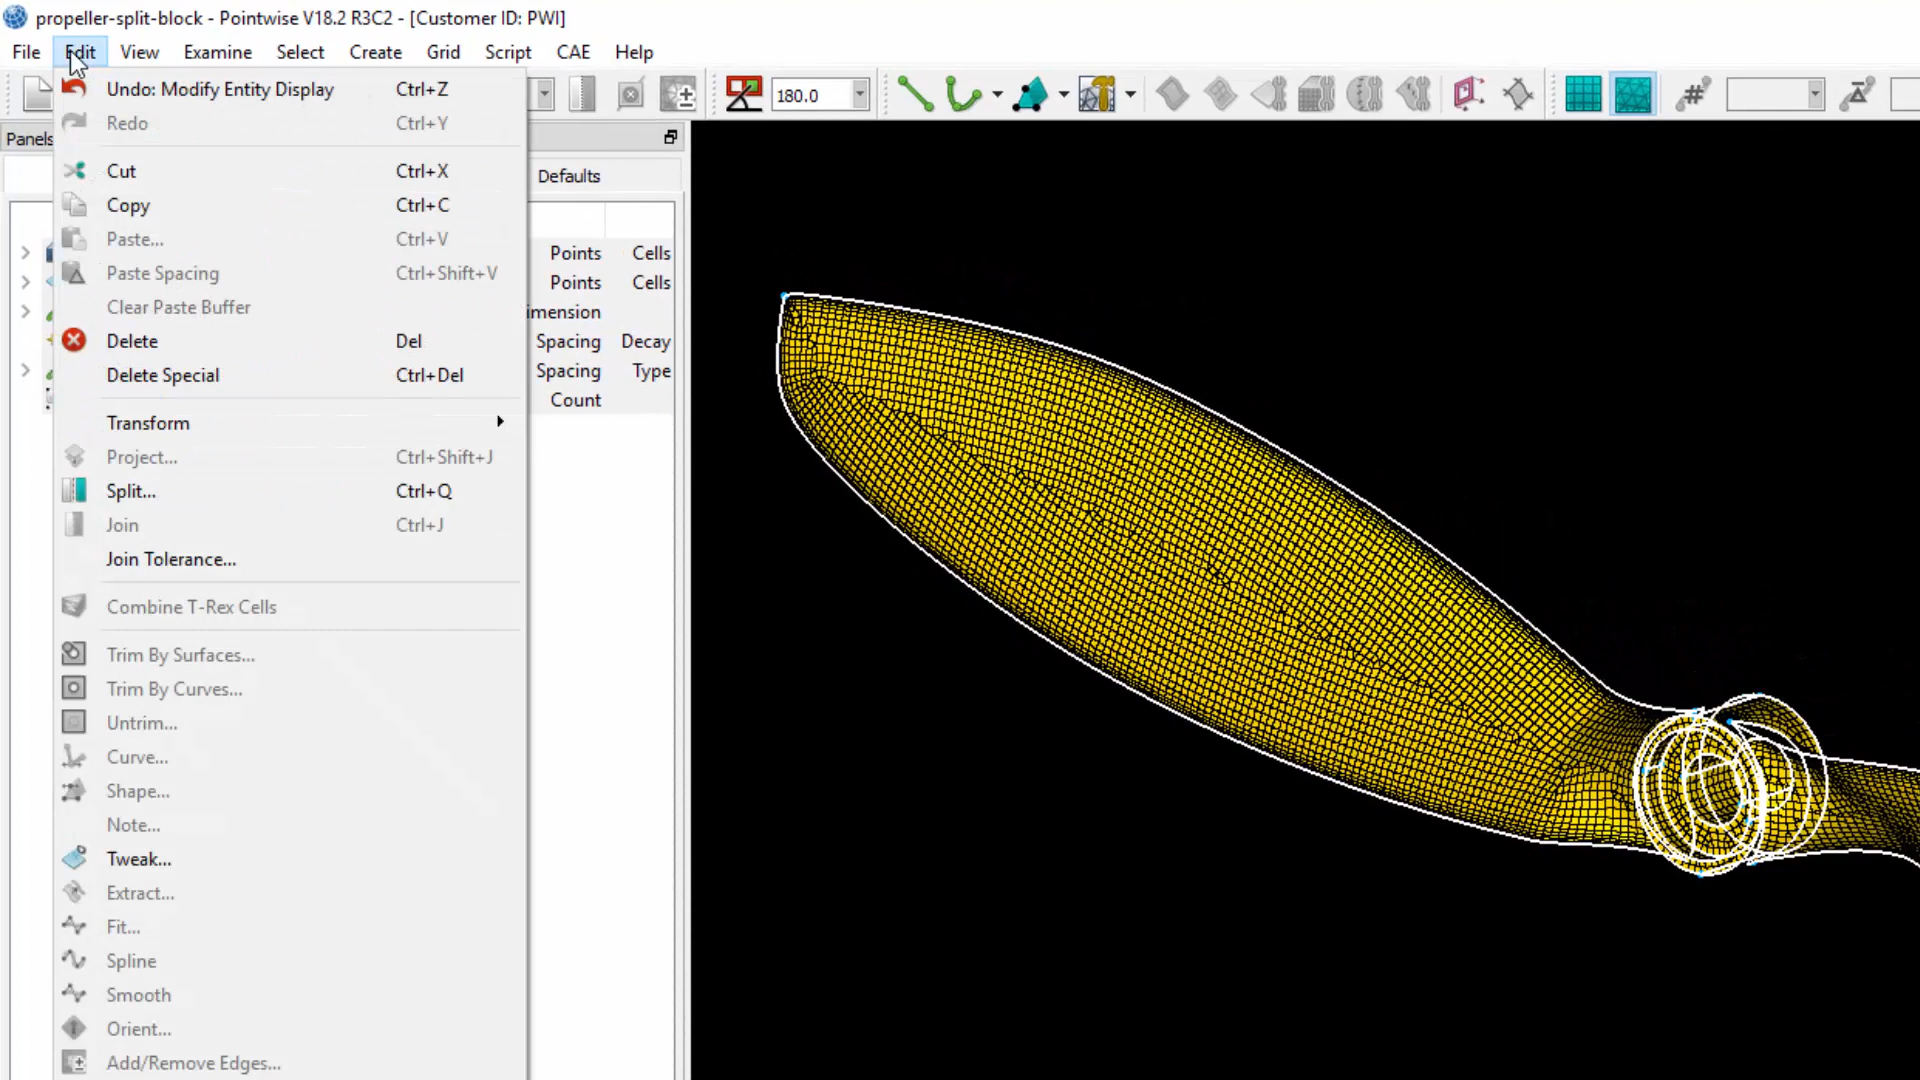 propeller-split-block - Pointwise V18.2 R3C2 - [Customer ID: PWI]
File Edit View Examine Select Create Grid Script CAE Help
180.0
Undo: Modify Entity Display Ctrl+Z
Redo Ctrl+Y
Panels
Cut Ctrl+X
Defaults
Copy Ctrl+C
Paste... Ctrl+V
Points Cells
Paste Spacing Ctrl+Shift+V
Points Cells
Clear Paste Buffer
imension
Delete Del
Spacing Decay
Delete Special Ctrl+Del
Spacing Type
Count
Transform
Project... Ctrl+Shift+J
Split... Ctrl+Q
Join Ctrl+J
Join Tolerance...
Combine T-Rex Cells
Trim By Surfaces...
Trim By Curves...
Untrim...
Curve...
Shape...
Note...
Tweak...
Extract...
Fit...
Spline
Smooth
Orient...
Add/Remove Edges...